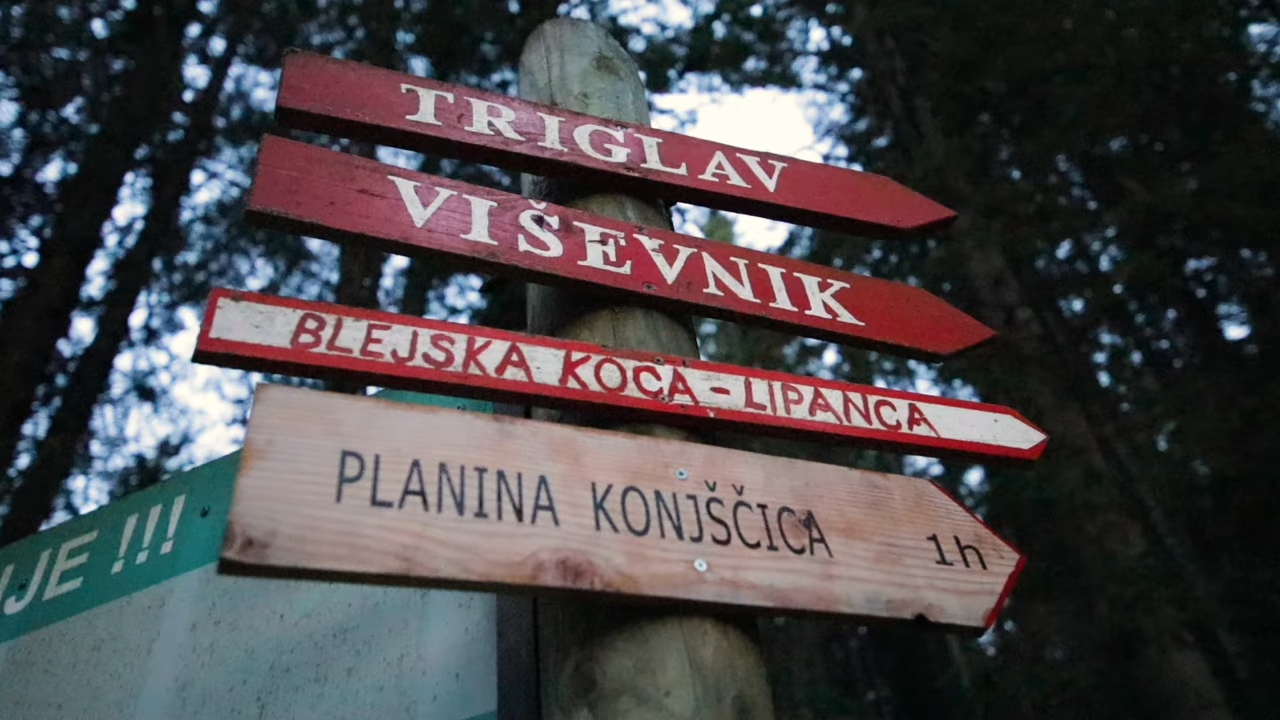 TRIGLAV
VIŠEVNIK
BLEJSKA KOČA - LIPANCA
PLANINA KONJŠČICA 1h
JE !!!